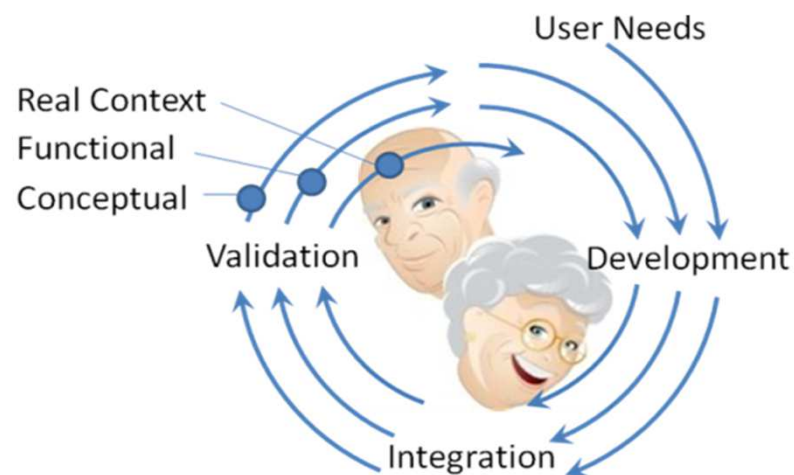 User Needs
Real Context
Functional
Conceptual
Validation
Development
Integration